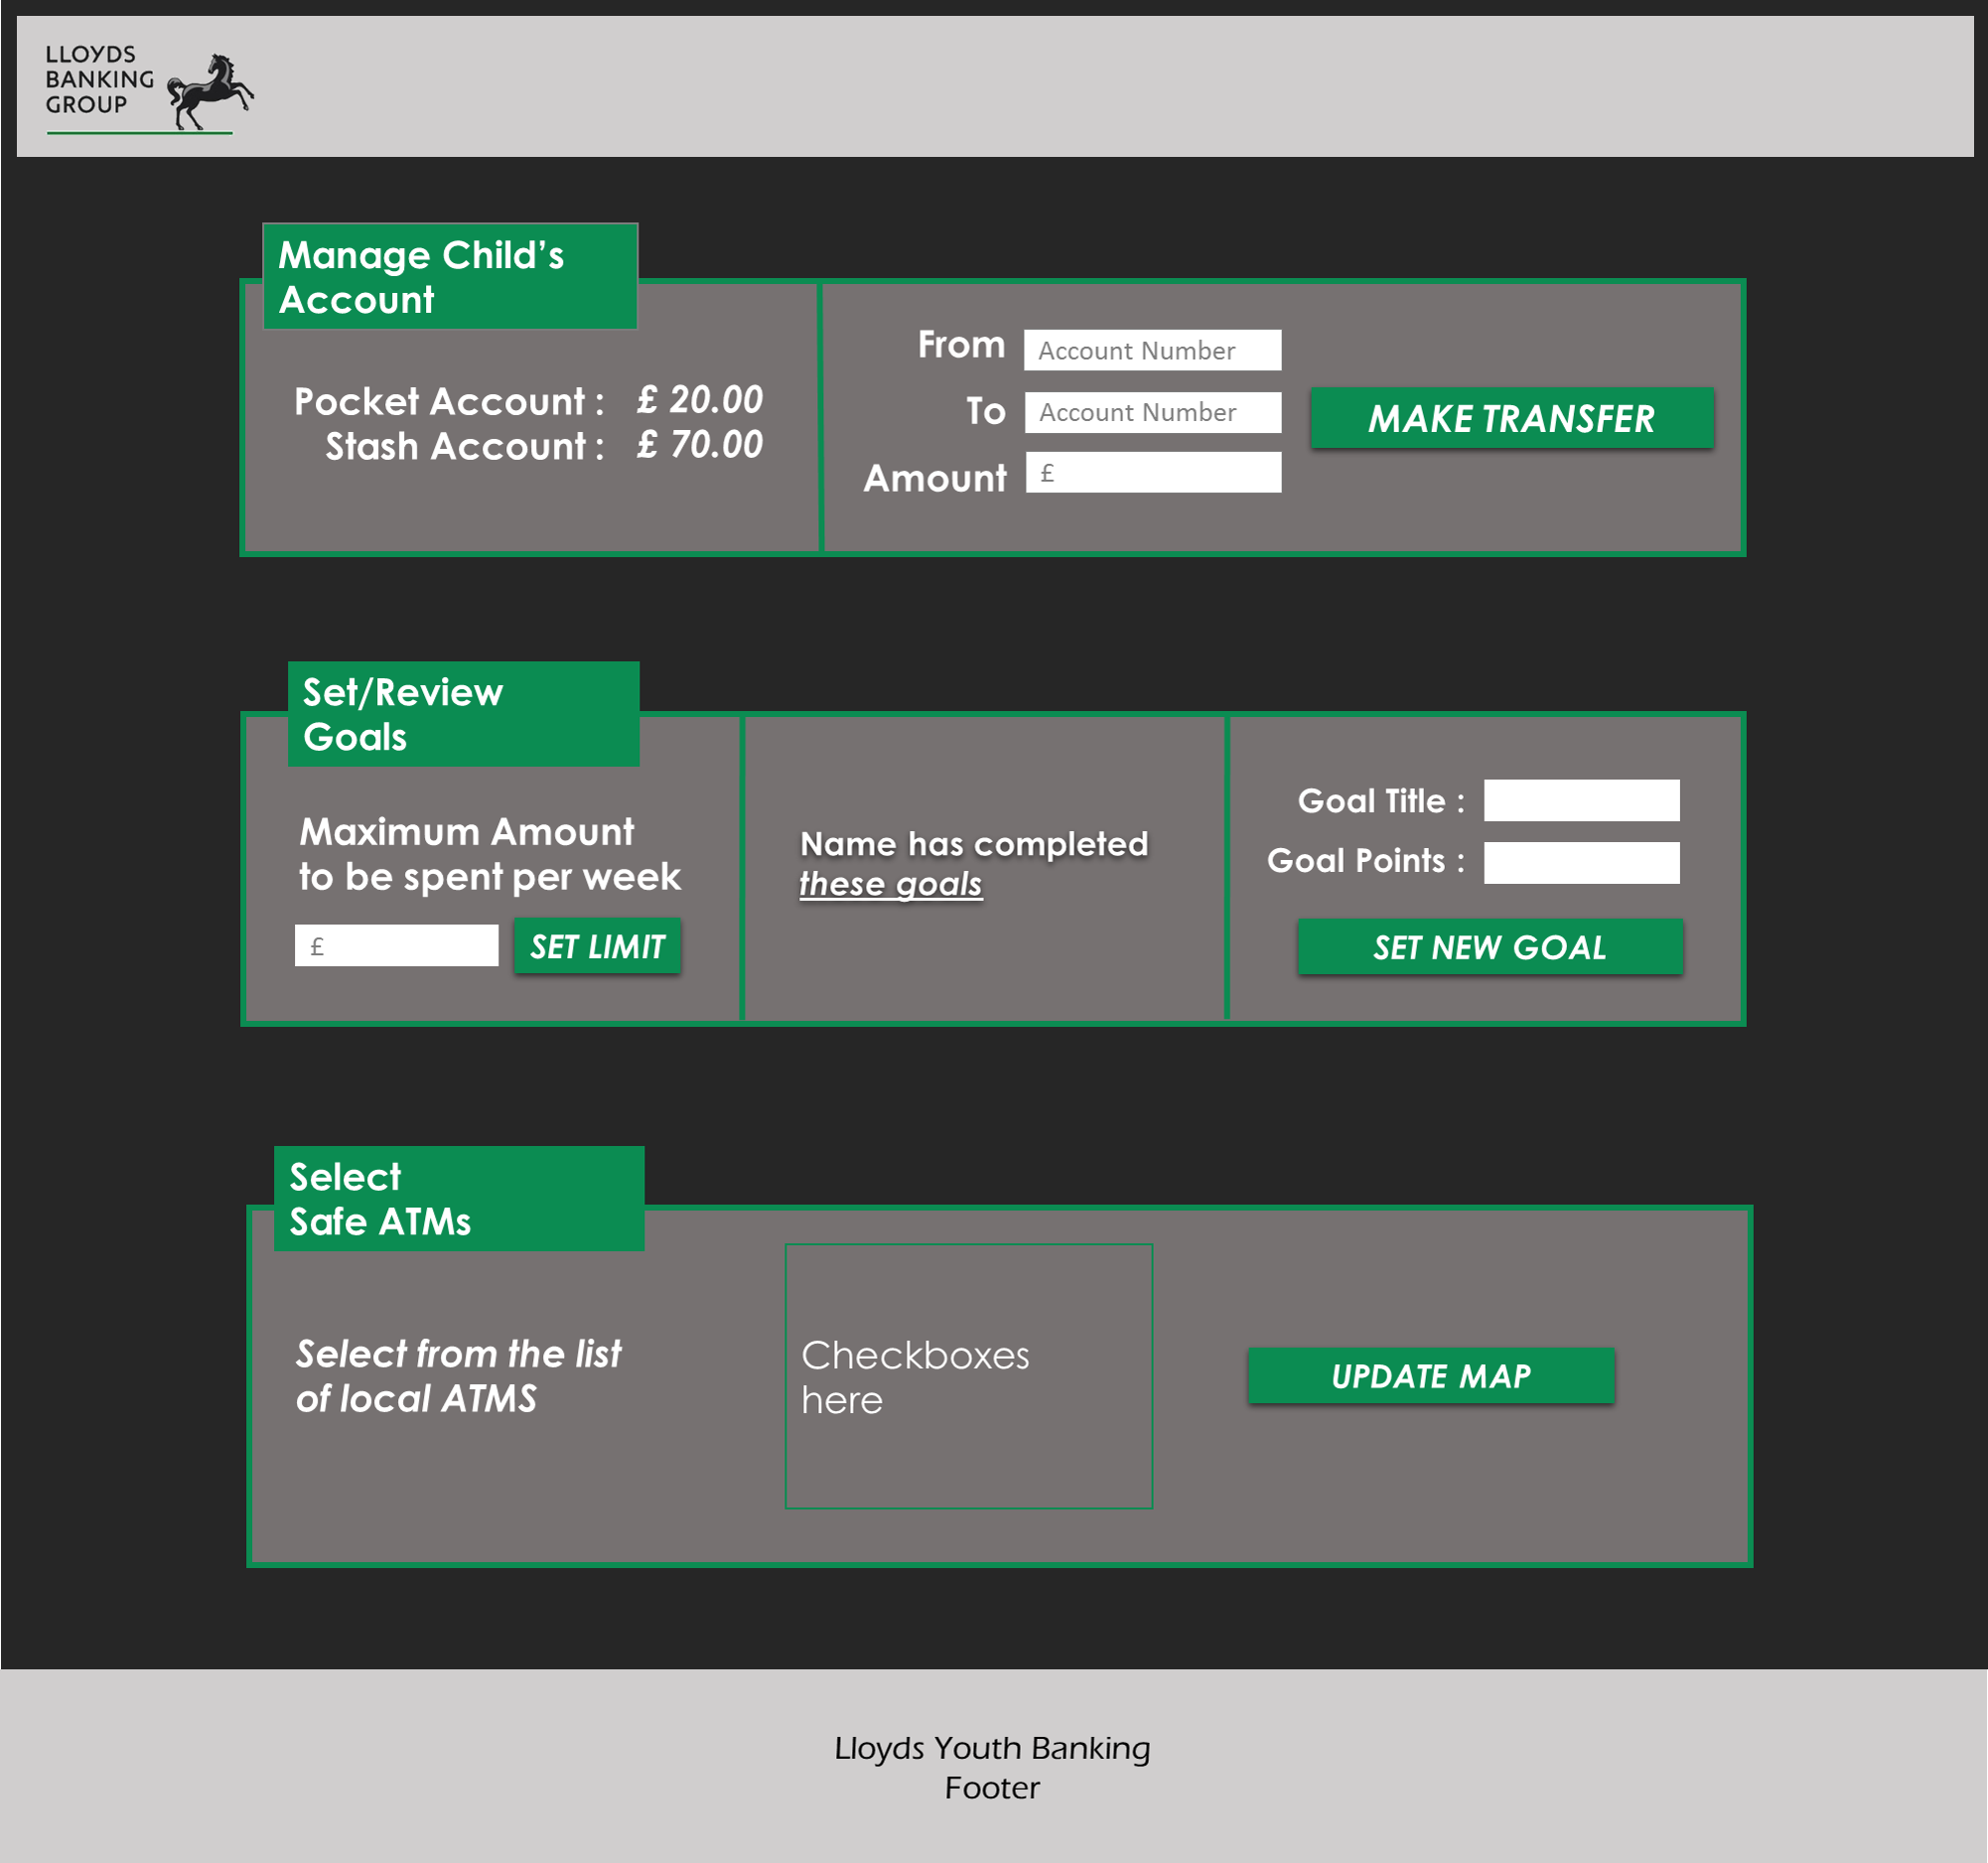 LLOYDS
BANKING
GROUP
Manage Child’s
Account
Pocket Account : £ 20.00
Stash Account : £ 70.00
From Account Number
To Account Number
Amount £
MAKE TRANSFER
Set/Review
Goals
Maximum Amount
to be spent per week
£
SET LIMIT
Name has completed
these goals
Goal Title :
Goal Points :
SET NEW GOAL
Select
Safe ATMs
Select from the list
of local ATMS
Checkboxes
here
UPDATE MAP
Lloyds Youth Banking
Footer